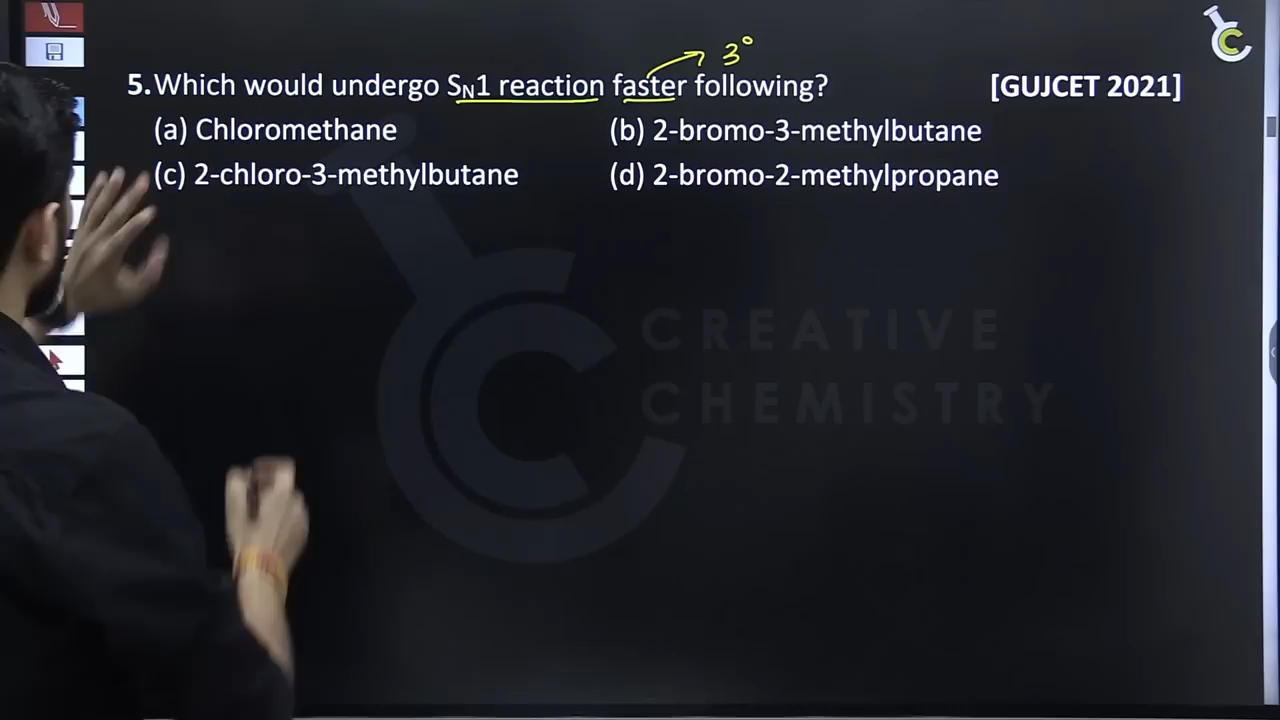 3°
5. Which would undergo SN1 reaction faster following? [GUJCET 2021]
(a) Chloromethane (b) 2-bromo-3-methylbutane
(c) 2-chloro-3-methylbutane (d) 2-bromo-2-methylpropane
CREATIVE
CHEMISTRY